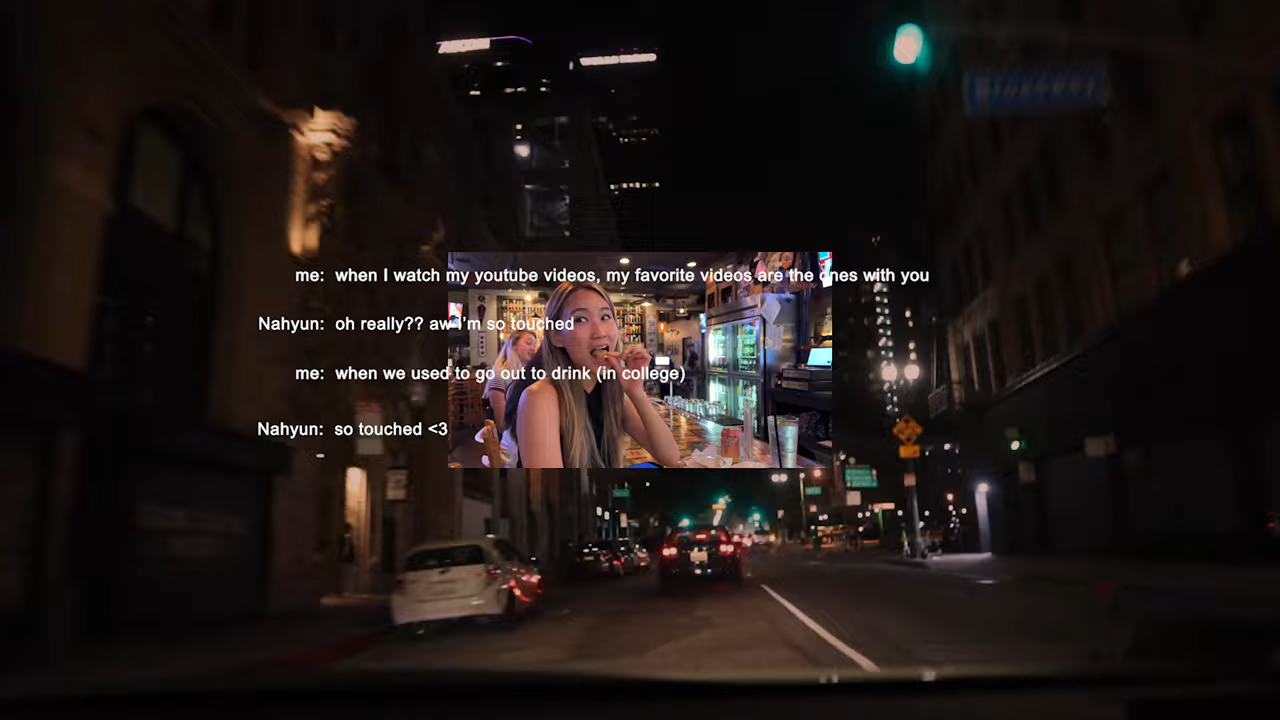 me: when I watch my youtube videos, my favorite videos are the ones with you
Nahyun: oh really?? aw I'm so touched
me: when we used to go out to drink (in college)
Nahyun: so touched <3